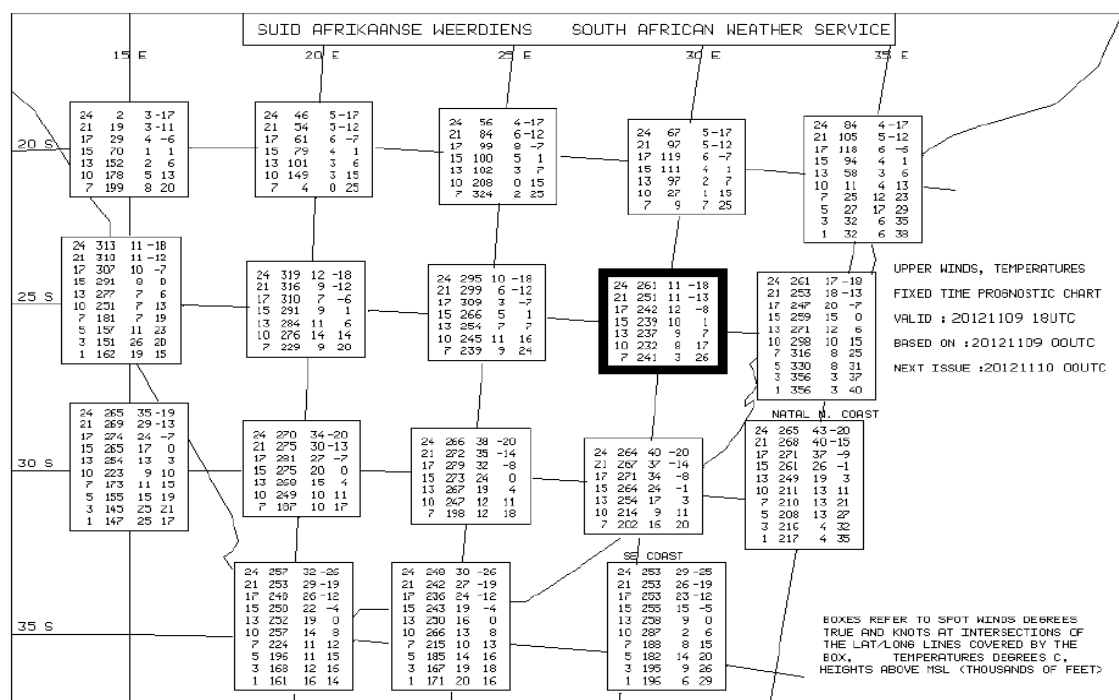 SUID AFRIKAANSE WEERDIENS SOUTH AFRICAN WEATHER SERVICE
15 E 20 E 25 E 30 E 35 E
20 S
24 2 3 -17
21 19 3 -11
17 29 4 -6
15 70 1 1
13 152 2 6
10 178 5 13
7 199 8 20
24 46 5 -17
21 54 5 -12
17 61 6 -7
15 79 4 1
13 101 3 6
10 149 3 15
7 4 0 25
24 56 4 -17
21 84 6 -12
17 99 8 -7
15 100 5 1
13 102 3 7
10 208 0 15
7 324 2 25
24 67 5 -17
21 97 5 -12
17 119 6 -7
15 111 4 1
13 97 2 7
10 27 1 15
7 9 7 25
24 84 4 -17
21 105 5 -12
17 118 6 -6
15 94 4 1
13 58 3 6
10 11 4 13
7 25 12 23
5 27 17 29
3 32 6 35
1 32 6 38
25 S
24 313 11 -18
21 310 11 -12
17 307 10 -7
15 291 8 0
13 277 7 6
10 251 7 13
7 181 7 19
5 157 11 23
3 151 26 20
1 162 19 15
24 319 12 -18
21 316 9 -12
17 310 7 -6
15 291 9 1
13 284 11 6
10 276 14 14
7 229 9 20
24 295 10 -18
21 299 6 -12
17 309 3 -7
15 266 5 1
13 254 7 7
10 245 11 16
7 239 9 24
24 261 11 -18
21 251 11 -13
17 242 12 -8
15 239 10 1
13 237 9 7
10 232 8 17
7 241 3 26
24 261 17 -18
21 253 18 -13
17 247 20 -7
15 259 15 0
13 271 12 6
10 298 10 15
7 316 8 25
5 330 8 31
3 356 3 37
1 356 3 40
UPPER WINDS, TEMPERATURES
FIXED TIME PROGNOSTIC CHART
VALID : 20121109 18UTC
BASED ON :20121109 00UTC
NEXT ISSUE :20121110 00UTC
30 S
24 265 35 -19
21 269 29 -13
17 274 24 -7
15 265 17 0
13 254 13 3
10 223 9 10
7 173 11 15
5 155 15 19
3 145 25 21
1 147 25 17
24 270 34 -20
21 275 30 -13
17 281 27 -7
15 275 20 0
13 268 15 4
10 249 10 11
7 187 10 17
24 266 38 -20
21 272 35 -14
17 279 32 -8
15 273 24 0
13 267 19 4
10 247 12 11
7 198 12 18
24 264 40 -20
21 267 37 -14
17 271 34 -8
15 264 24 -1
13 254 17 3
10 214 9 11
7 202 16 20
NATAL N. COAST
24 265 43 -20
21 268 40 -15
17 271 37 -9
15 261 26 -1
13 249 19 3
10 211 13 11
7 210 13 21
5 208 13 27
3 216 4 32
1 217 4 35
35 S
24 257 32 -26
21 253 29 -19
17 248 26 -12
15 250 22 -4
13 252 19 0
10 257 14 8
7 224 11 12
5 196 11 15
3 168 12 16
1 161 16 14
24 248 30 -26
21 242 27 -19
17 236 24 -12
15 243 19 -4
13 250 16 0
10 266 13 8
7 215 10 13
5 185 14 16
3 167 19 18
1 171 20 16
SE COAST
24 253 29 -25
21 253 26 -19
17 253 23 -12
15 255 15 -5
13 258 9 0
10 287 2 6
7 188 8 15
5 182 14 20
3 195 9 26
1 196 6 29
BOXES REFER TO SPOT WINDS DEGREES
TRUE AND KNOTS AT INTERSECTIONS OF
THE LAT/LONG LINES COVERED BY THE
BOX. TEMPERATURES DEGREES C.
HEIGHTS ABOVE MSL (THOUSANDS OF FEET)